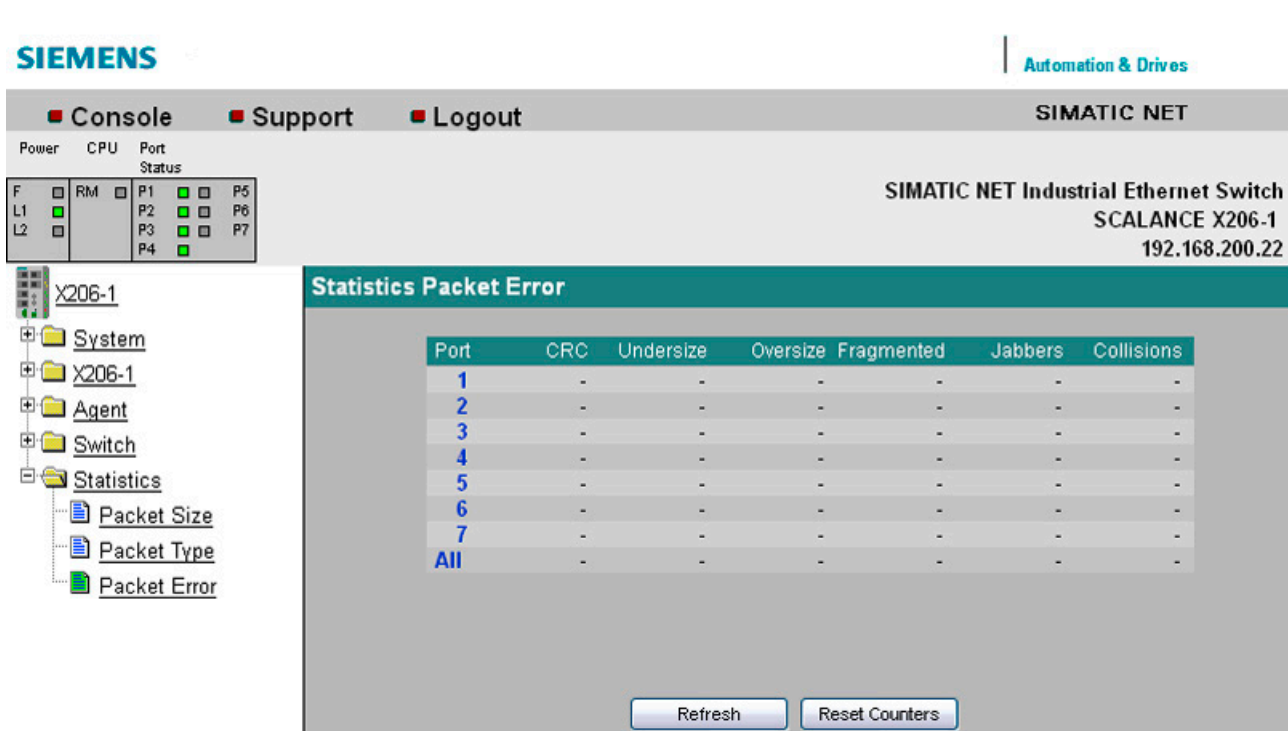 SIEMENS
Automation & Drives
Console Support Logout SIMATIC NET
Power CPU Port Status
F RM P1 P5
L1 P2 P6
L2 P3 P7
P4
SIMATIC NET Industrial Ethernet Switch
SCALANCE X206-1
192.168.200.22
X206-1
System
X206-1
Agent
Switch
Statistics
Packet Size
Packet Type
Packet Error
Statistics Packet Error
Port CRC Undersize Oversize Fragmented Jabbers Collisions
1 - - - - - -
2 - - - - - -
3 - - - - - -
4 - - - - - -
5 - - - - - -
6 - - - - - -
7 - - - - - -
All - - - - - -
Refresh Reset Counters